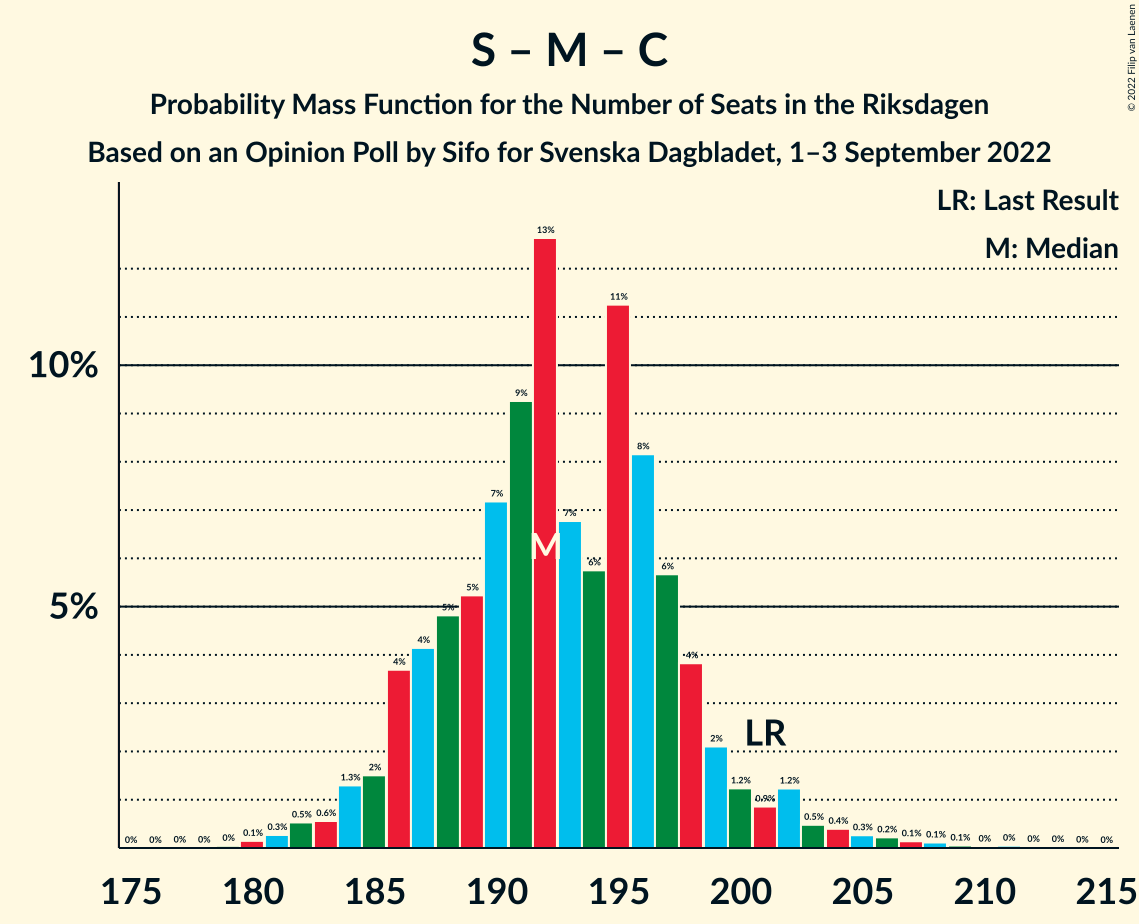 S – M – C
Probability Mass Function for the Number of Seats in the Riksdagen
Based on an Opinion Poll by Sifo for Svenska Dagbladet, 1–3 September 2022
© 2022 Filip van Laenen
LR: Last Result
M: Median
10%
5%
0% 0% 0% 0% 0% 0.1% 0.3% 0.5% 0.6% 1.3% 2% 4% 4% 5% 5% 7% 9% 13% 7% 6% 11% 8% 6% 4% 2% 1.2% 0.9% 1.2% 0.5% 0.4% 0.3% 0.2% 0.1% 0.1% 0.1% 0% 0% 0% 0% 0% 0%
M
LR
175 180 185 190 195 200 205 210 215